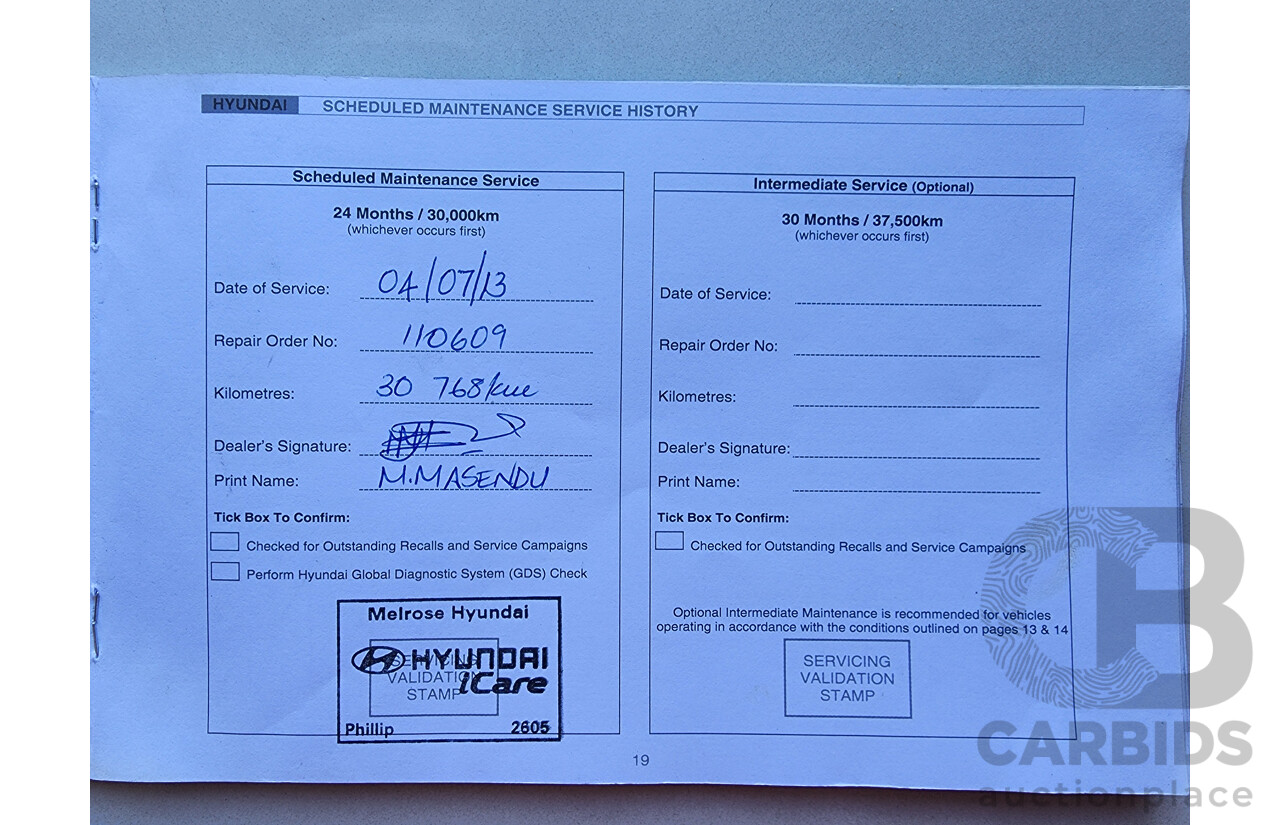 HYUNDAI SCHEDULED MAINTENANCE SERVICE HISTORY
Scheduled Maintenance Service
24 Months / 30,000km
(whichever occurs first)
Date of Service: 04/07/13
Repair Order No: 110609
Kilometres: 30 768
Dealer's Signature:
Print Name: M.MASENDU
Tick Box To Confirm:
Checked for Outstanding Recalls and Service Campaigns
Perform Hyundai Global Diagnostic System (GDS) Check
Melrose Hyundai
HYUNDAI
iCare
SERVICING
VALIDATION
STAMP
Phillip 2605
Intermediate Service (Optional)
30 Months / 37,500km
(whichever occurs first)
Date of Service:
Repair Order No:
Kilometres:
Dealer's Signature:
Print Name:
Tick Box To Confirm:
Checked for Outstanding Recalls and Service Campaigns
Optional Intermediate Maintenance is recommended for vehicles
operating in accordance with the conditions outlined on pages 13 & 14
SERVICING
VALIDATION
STAMP
19
CB
CARBIDS
auctionplace